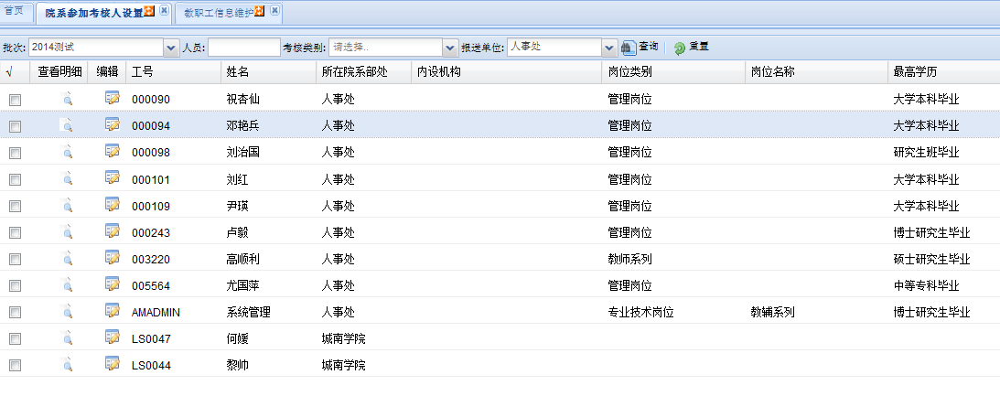 首页 院系参加考核人设置 教职工信息维护
批次: 2014测试 人员: 考核类别: 请选择.. 报送单位: 人事处 查询 重置
√ 查看明细 编辑 工号 姓名 所在院系部处 内设机构 岗位类别 岗位名称 最高学历
000090 祝杏仙 人事处 管理岗位 大学本科毕业
000094 邓艳兵 人事处 管理岗位 大学本科毕业
000098 刘治国 人事处 管理岗位 研究生班毕业
000101 刘红 人事处 管理岗位 大学本科毕业
000109 尹瑛 人事处 管理岗位 大学本科毕业
000243 卢毅 人事处 管理岗位 博士研究生毕业
003220 高顺利 人事处 教师系列 硕士研究生毕业
005564 尤国萍 人事处 管理岗位 中等专科毕业
AMADMIN 系统管理 人事处 专业技术岗位 教辅系列 博士研究生毕业
LS0047 何媛 城南学院
LS0044 黎帅 城南学院